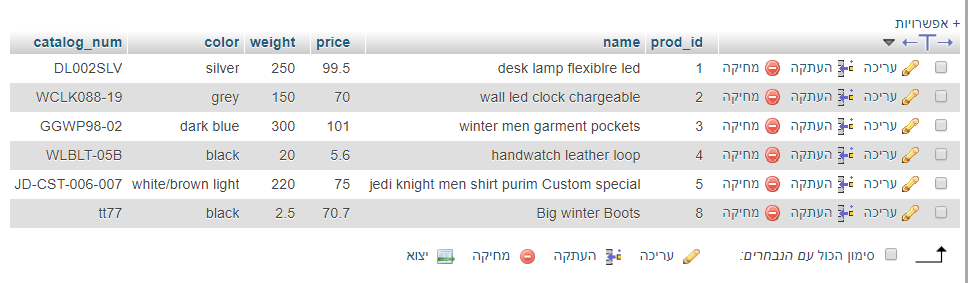 + אפשרויות
prod_id name price weight color catalog_num
עריכה העתקה מחיקה 1 desk lamp flexiblre led 99.5 250 silver DL002SLV
עריכה העתקה מחיקה 2 wall led clock chargeable 70 150 grey WCLK088-19
עריכה העתקה מחיקה 3 winter men garment pockets 101 300 dark blue GGWP98-02
עריכה העתקה מחיקה 4 handwatch leather loop 5.6 20 black WLBLT-05B
עריכה העתקה מחיקה 5 jedi knight men shirt purim Custom special 75 220 white/brown light JD-CST-006-007
עריכה העתקה מחיקה 8 Big winter Boots 70.7 2.5 black tt77
סימון הכול עם הנבחרים: עריכה העתקה מחיקה יצוא